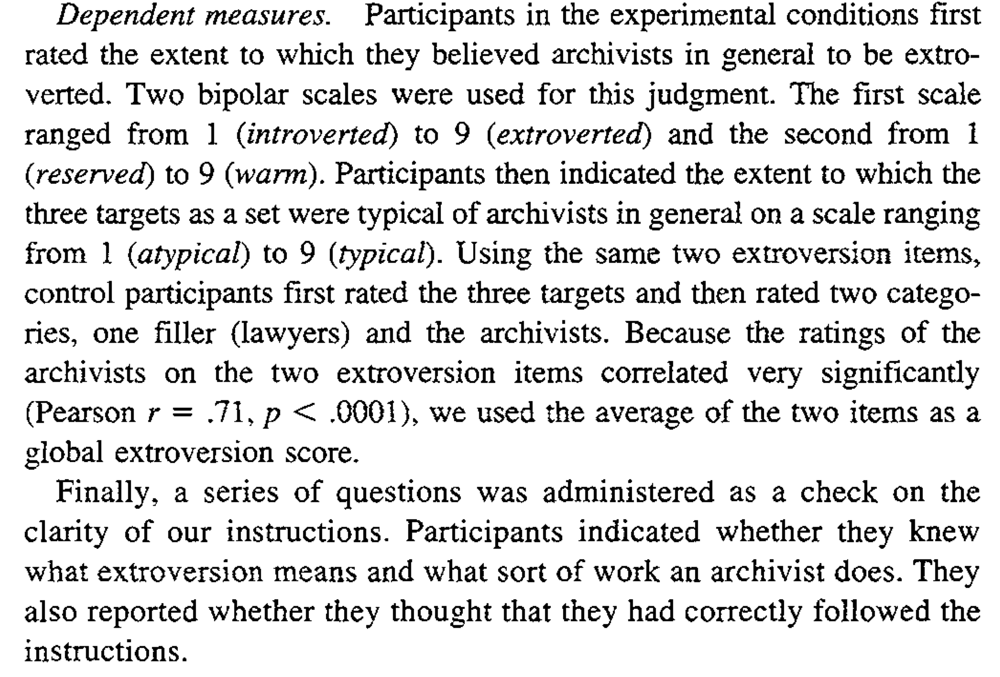 Dependent measures. Participants in the experimental conditions first
rated the extent to which they believed archivists in general to be extro-
verted. Two bipolar scales were used for this judgment. The first scale
ranged from 1 (introverted) to 9 (extroverted) and the second from 1
(reserved) to 9 (warm). Participants then indicated the extent to which the
three targets as a set were typical of archivists in general on a scale ranging
from 1 (atypical) to 9 (typical). Using the same two extroversion items,
control participants first rated the three targets and then rated two catego-
ries, one filler (lawyers) and the archivists. Because the ratings of the
archivists on the two extroversion items correlated very significantly
(Pearson r = .71, p < .0001), we used the average of the two items as a
global extroversion score.
Finally, a series of questions was administered as a check on the
clarity of our instructions. Participants indicated whether they knew
what extroversion means and what sort of work an archivist does. They
also reported whether they thought that they had correctly followed the
instructions.